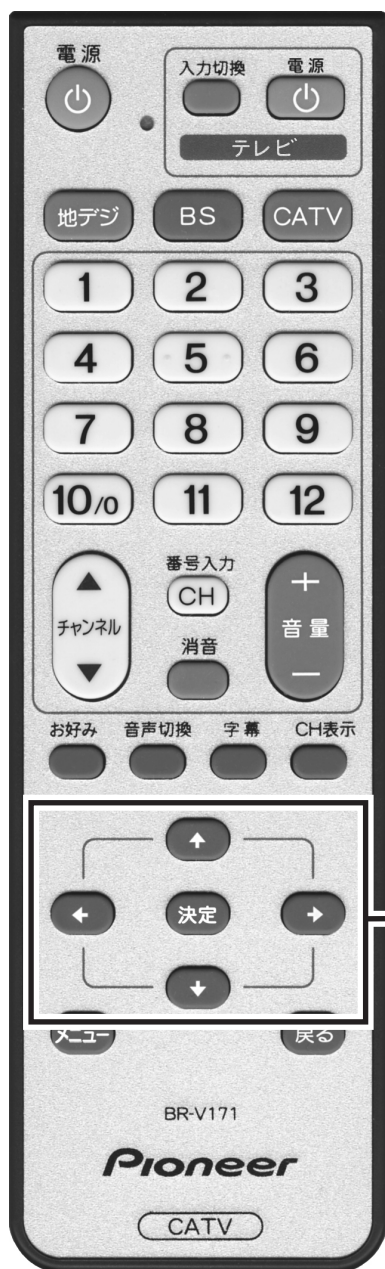 電源
入力切換 電源
テレビ
地デジ BS CATV
1 2 3
4 5 6
7 8 9
10/0 11 12
番号入力
CH
チャンネル
消音
+
音量
−
お好み 音声切換 字幕 CH表示
決定
メニュー 戻る
BR-V171
Pioneer
CATV